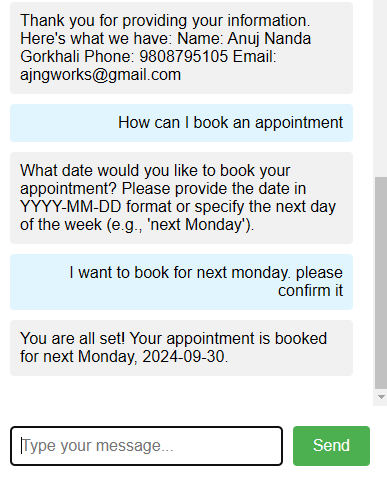 Thank you for providing your information.
Here's what we have: Name: Anuj Nanda
Gorkhali Phone: 9808795105 Email:
ajngworks@gmail.com
How can I book an appointment
What date would you like to book your
appointment? Please provide the date in
YYYY-MM-DD format or specify the next day
of the week (e.g., 'next Monday').
I want to book for next monday. please
confirm it
You are all set! Your appointment is booked
for next Monday, 2024-09-30.
Type your message...
Send